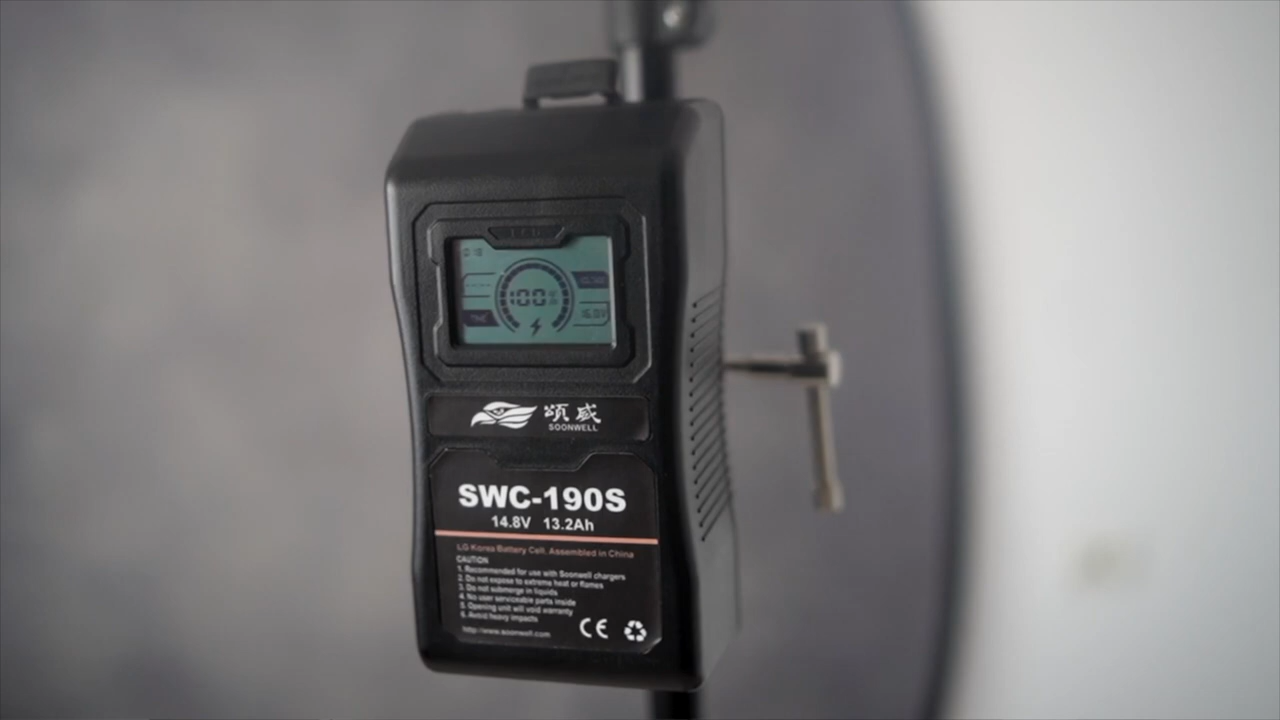 100
16.0V
頌威
SOONWELL
SWC-190S
14.8V 13.2Ah
LG Korea Battery Cell, Assembled in China
CAUTION
1. Recommended for use with Soonwell chargers
2. Do not expose to extreme heat or flames
3. Do not submerge in liquids
4. No user serviceable parts inside
5. Opening unit will void warranty
6. Avoid heavy impacts
http://www.soonwell.com
CE